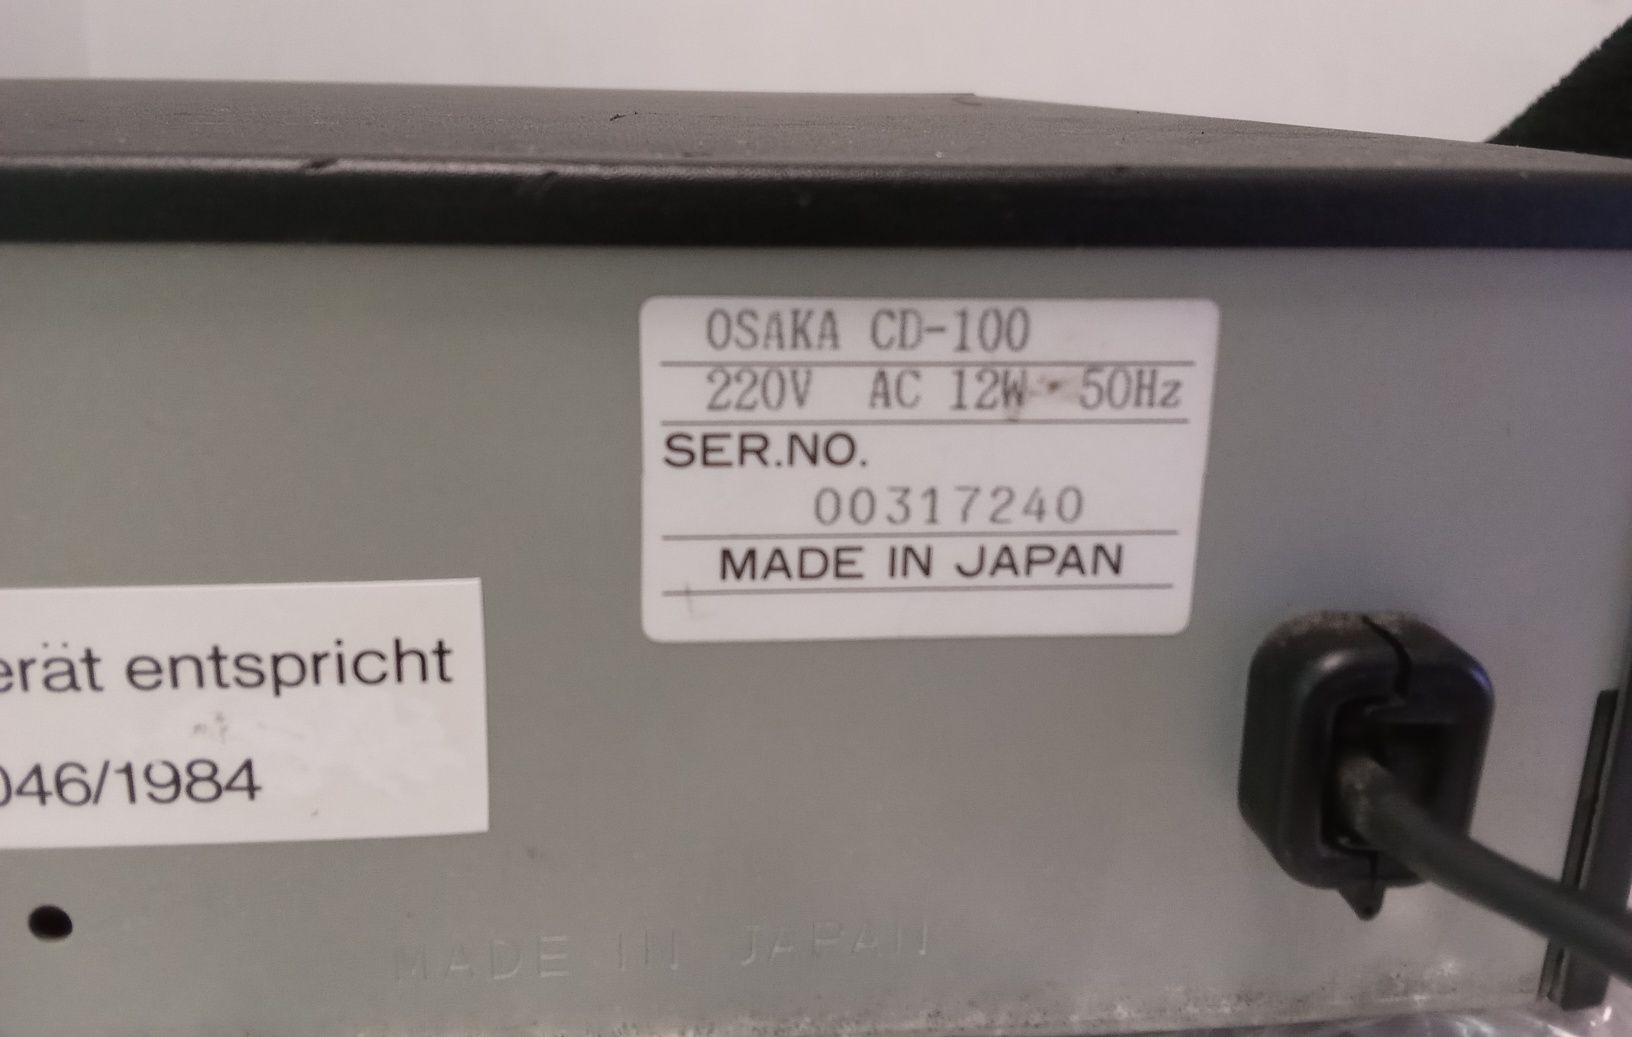 OSAKA CD-100
220V AC 12W 50Hz
SER.NO.
00317240
MADE IN JAPAN
erät entspricht
046/1984
MADE IN JAPAN